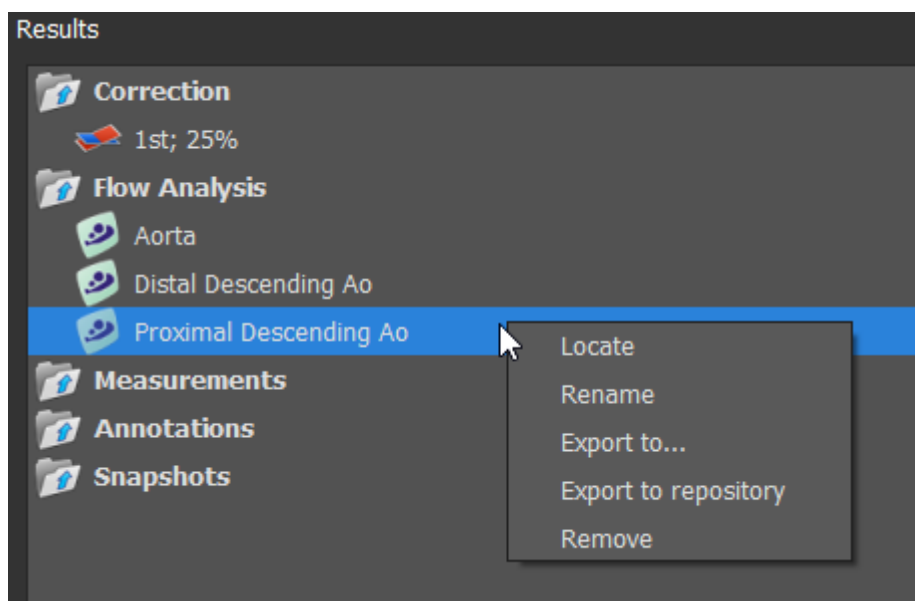 Results
Correction
1st; 25%
Flow Analysis
Aorta
Distal Descending Ao
Proximal Descending Ao
Measurements
Annotations
Snapshots
Locate
Rename
Export to...
Export to repository
Remove